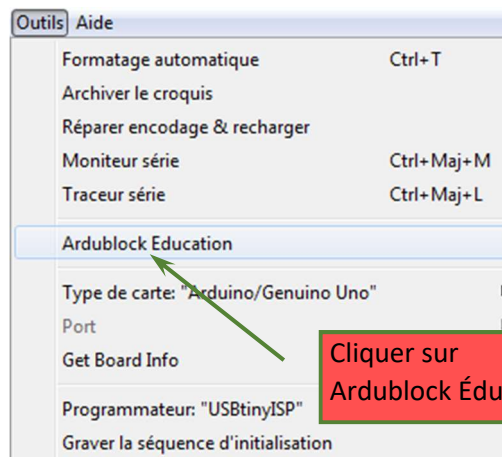 Outils Aide
Formatage automatique Ctrl+T
Archiver le croquis
Réparer encodage & recharger
Moniteur série Ctrl+Maj+M
Traceur série Ctrl+Maj+L
Ardublock Education
Type de carte: "Arduino/Genuino Uno"
Port
Get Board Info
Cliquer sur
Ardublock Édu
Programmateur: "USBtinyISP"
Graver la séquence d'initialisation